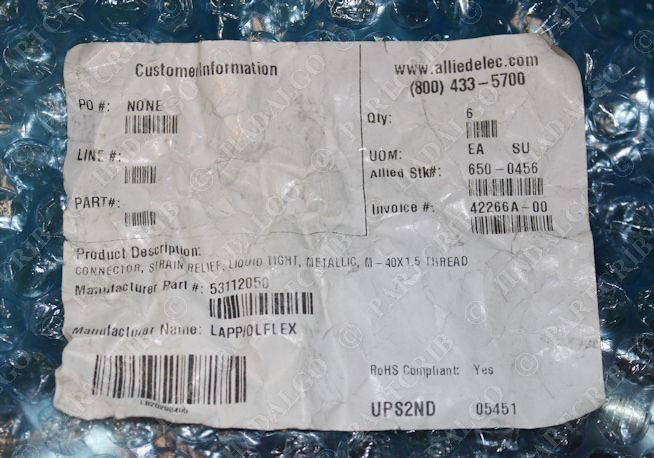 Customer Information
PO #: NONE
LINE #:
PART#:
www.alliedelec.com
(800) 433-5700
Qty: 6
UOM: EA SU
Allied Stk#: 650-0456
Invoice #: 42266A-00
Product Description:
CONNECTOR, STRAIN RELIEF, LIQUID TIGHT, METALLIC, M-40X1.5 THREAD
Manufacturer Part #: 53112050
Manufacturer Name: LAPP/OLFLEX
RoHS Compliant: Yes
UPS2ND 05451